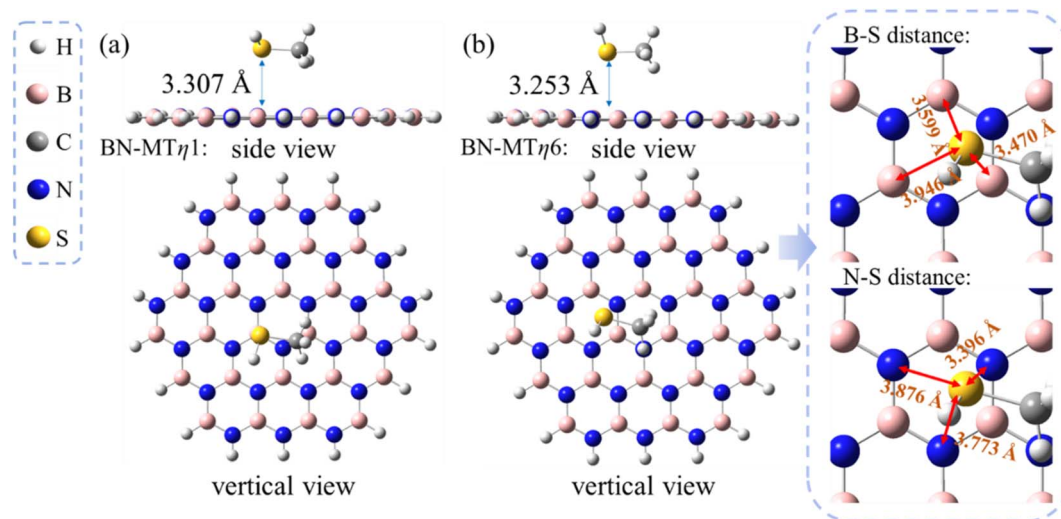 H
B
C
N
S
(a)
3.307 Å
BN-MTη1: side view
vertical view
(b)
3.253 Å
BN-MTη6: side view
vertical view
B-S distance:
3.599 Å
3.470 Å
3.946 Å
N-S distance:
3.396 Å
3.876 Å
3.773 Å